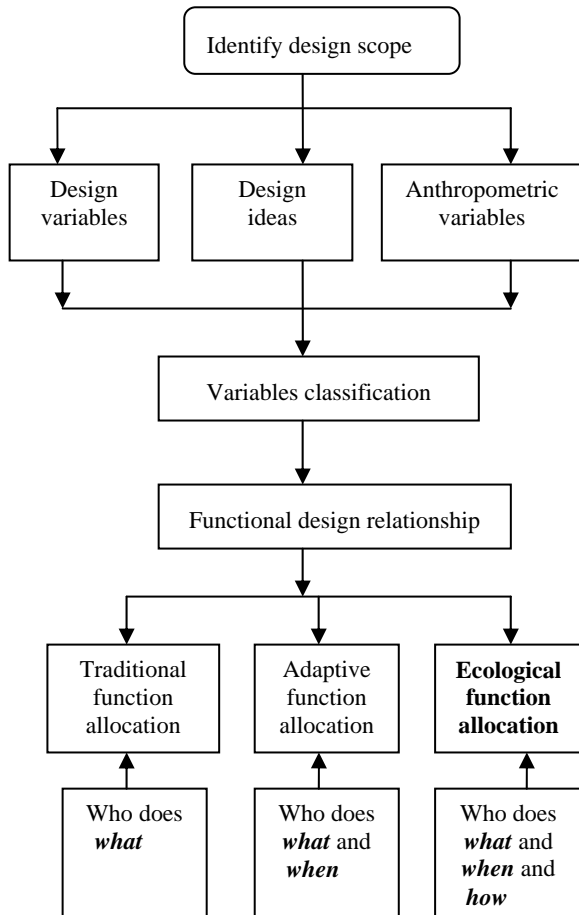 Identify design scope
Design
variables
Design
ideas
Anthropometric
variables
Variables classification
Functional design relationship
Traditional
function
allocation
Adaptive
function
allocation
Ecological
function
allocation
Who does
what
Who does
what and
when
Who does
what and
when and
how